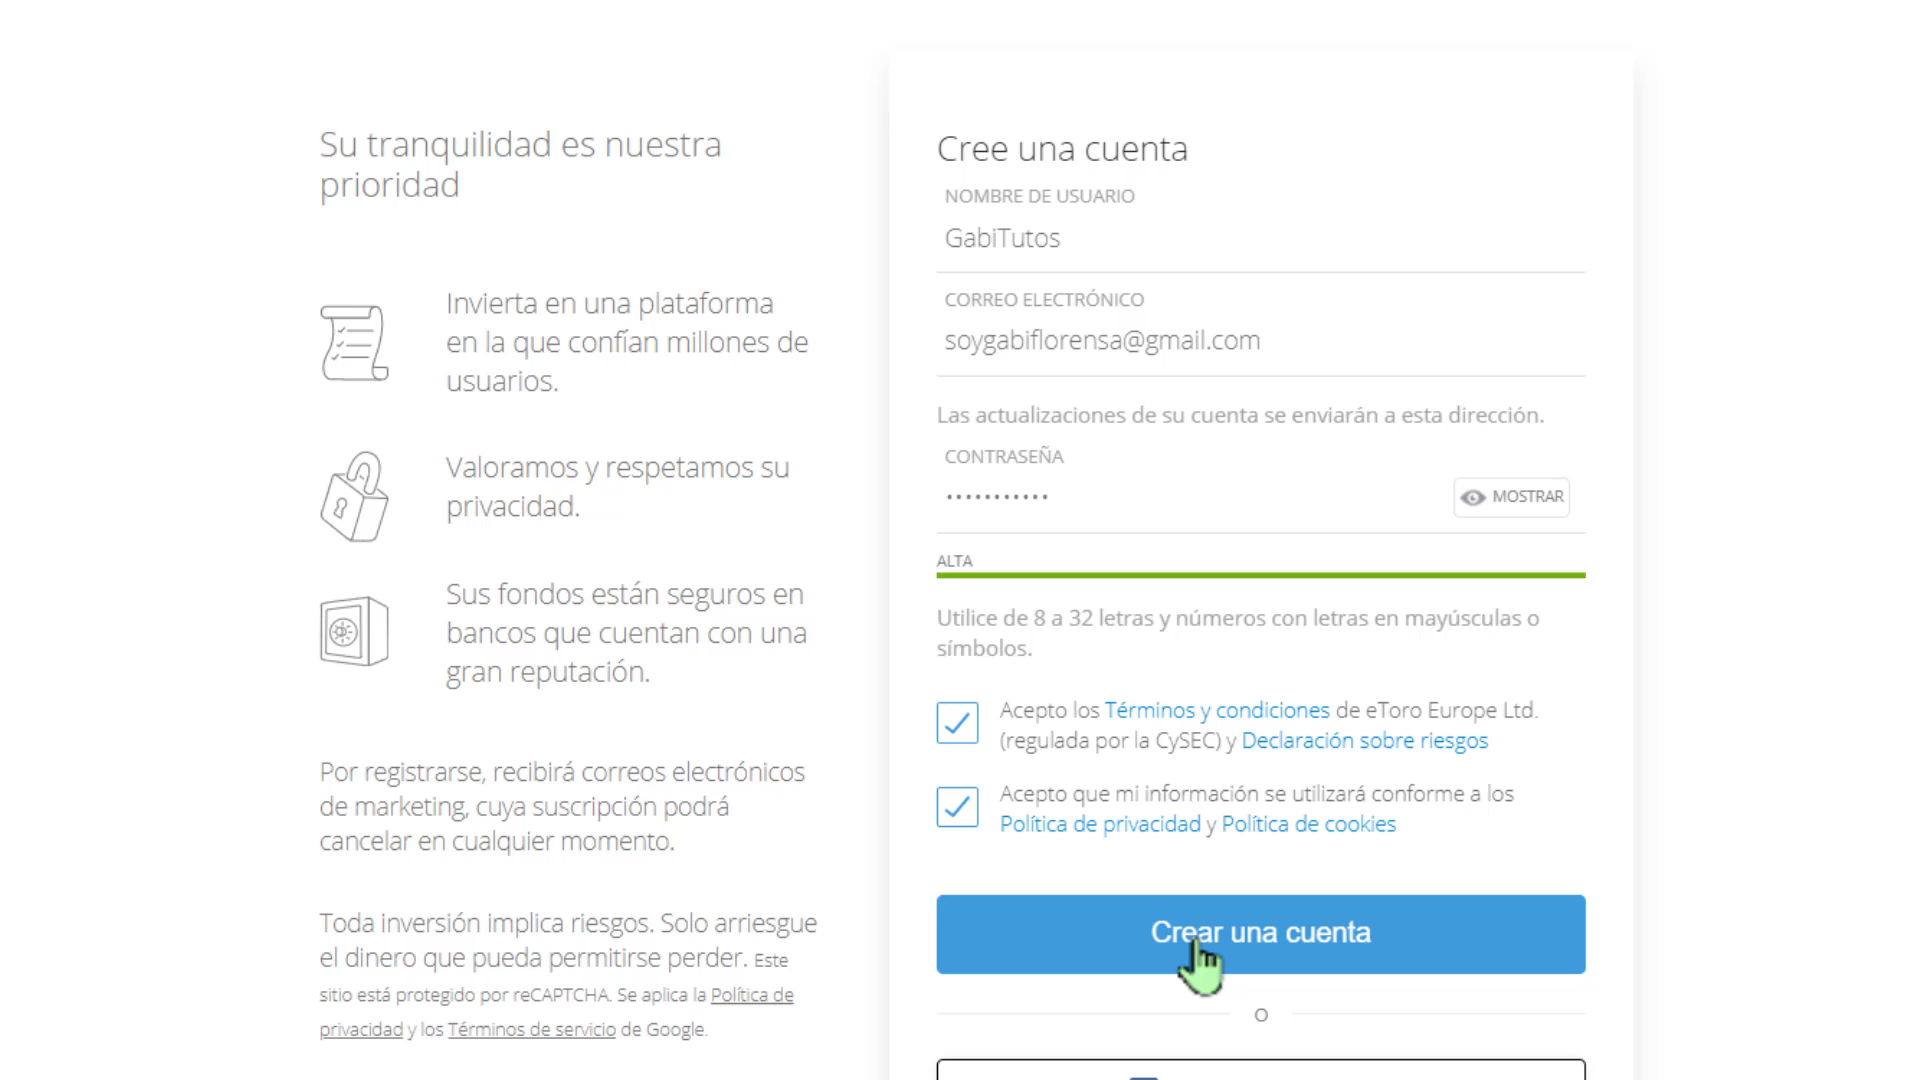 Su tranquilidad es nuestra
prioridad
Invierta en una plataforma
en la que confían millones de
usuarios.
Valoramos y respetamos su
privacidad.
Sus fondos están seguros en
bancos que cuentan con una
gran reputación.
Por registrarse, recibirá correos electrónicos
de marketing, cuya suscripción podrá
cancelar en cualquier momento.
Toda inversión implica riesgos. Solo arriesgue
el dinero que pueda permitirse perder. Este
sitio está protegido por reCAPTCHA. Se aplica la Política de
privacidad y los Términos de servicio de Google.
Cree una cuenta
NOMBRE DE USUARIO
GabiTutos
CORREO ELECTRÓNICO
soygabiflorensa@gmail.com
Las actualizaciones de su cuenta se enviarán a esta dirección.
CONTRASEÑA
•••••••••••
MOSTRAR
ALTA
Utilice de 8 a 32 letras y números con letras en mayúsculas o
símbolos.
Acepto los Términos y condiciones de eToro Europe Ltd.
(regulada por la CySEC) y Declaración sobre riesgos
Acepto que mi información se utilizará conforme a los
Política de privacidad y Política de cookies
Crear una cuenta
O